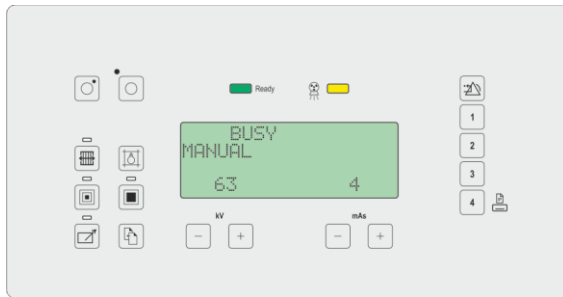 Ready
BUSY
MANUAL
63 4
kV mAs
- + - +
1
2
3
4